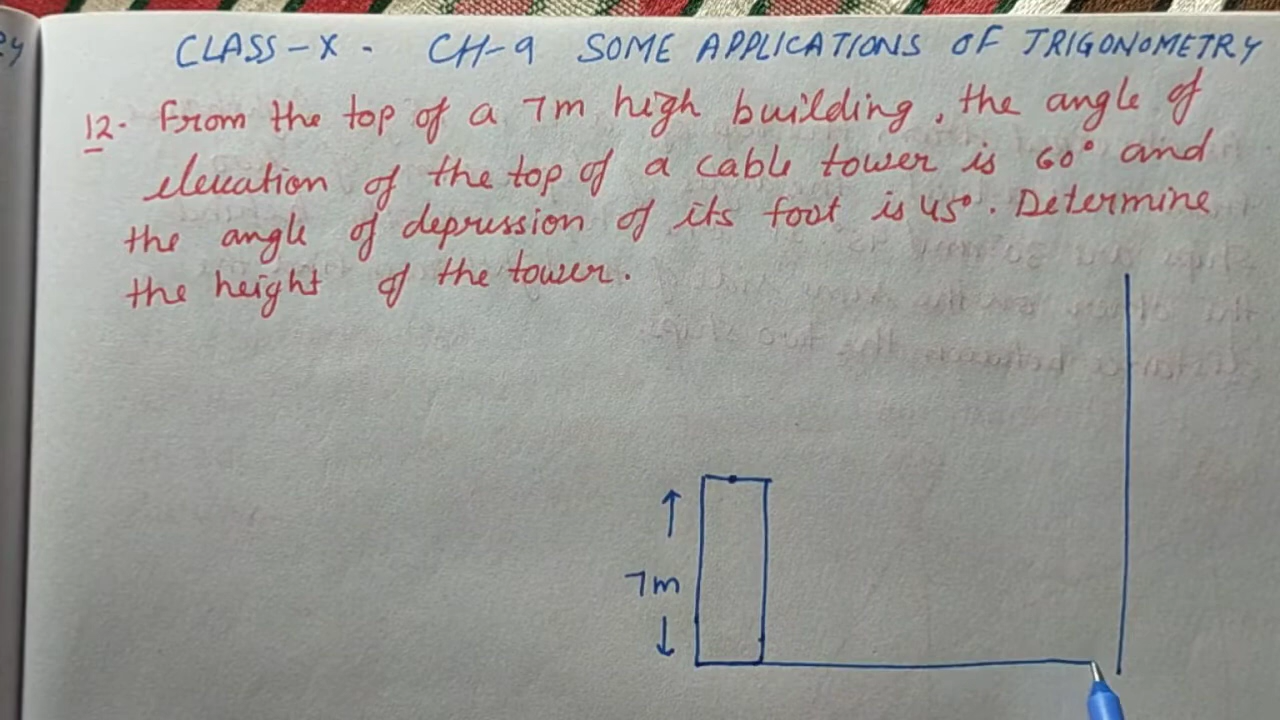 CLASS-X. CH-9 SOME APPLICATIONS OF TRIGONOMETRY
12. From the top of a 7m high building, the angle of
elevation of the top of a cable tower is 60° and
the angle of depression of its foot is 45°. Determine
the height of the tower.
7m